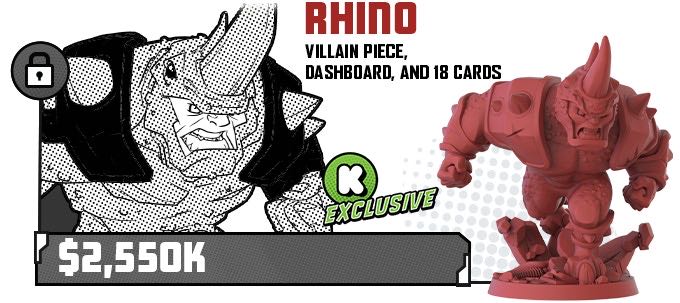 RHINO
VILLAIN PIECE,
DASHBOARD, AND 18 CARDS
K
EXCLUSIVE
$2,550K